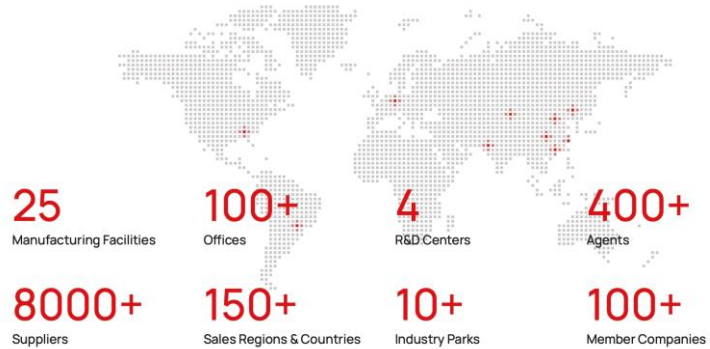 25
Manufacturing Facilities
100+
Offices
4
R&D Centers
400+
Agents
8000+
Suppliers
150+
Sales Regions & Countries
10+
Industry Parks
100+
Member Companies